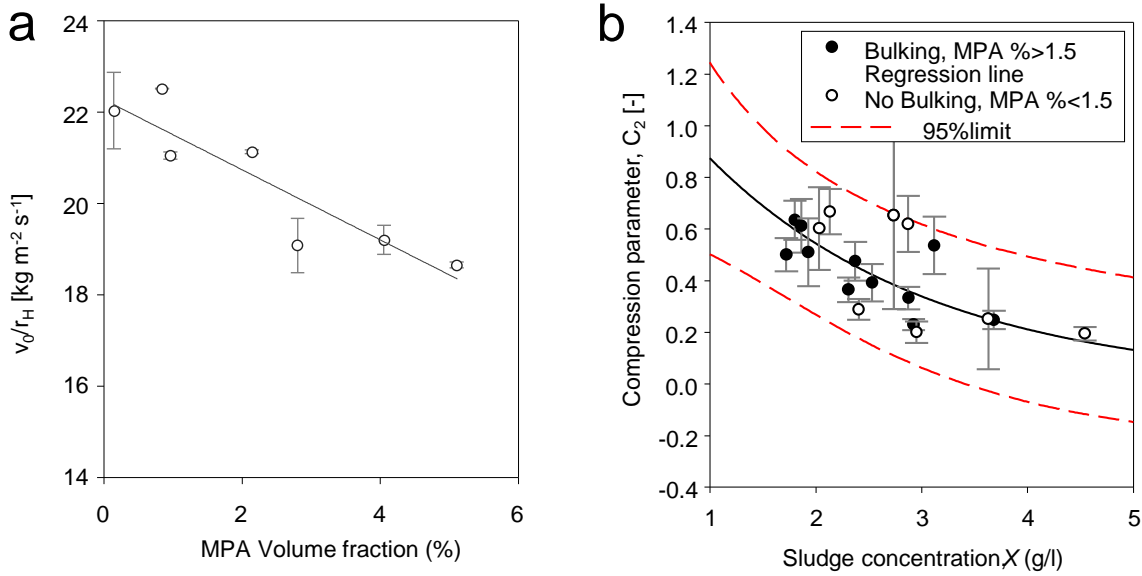 a
24
22
20
18
16
14
v0/rH [kg m-2 s-1]
0
2
4
6
MPA Volume fraction (%)
b
1.4
1.2
1.0
0.8
0.6
0.4
0.2
0.0
-0.2
-0.4
Compression parameter, C2 [-]
Bulking, MPA %>1.5
Regression line
No Bulking, MPA %<1.5
95%limit
1
2
3
4
5
Sludge concentration,X (g/l)